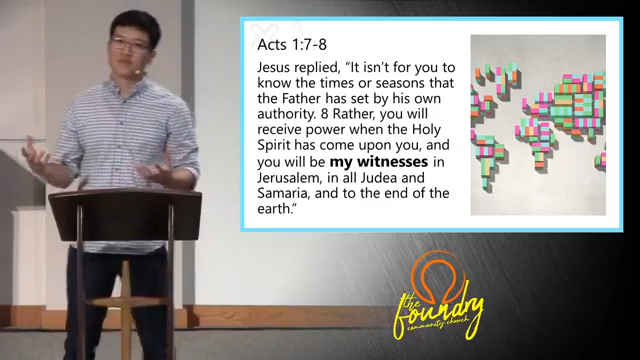 Acts 1:7-8
Jesus replied, “It isn’t for you to
know the times or seasons that
the Father has set by his own
authority. 8 Rather, you will
receive power when the Holy
Spirit has come upon you, and
you will be my witnesses in
Jerusalem, in all Judea and
Samaria, and to the end of the
earth.”
the
foundry
community church